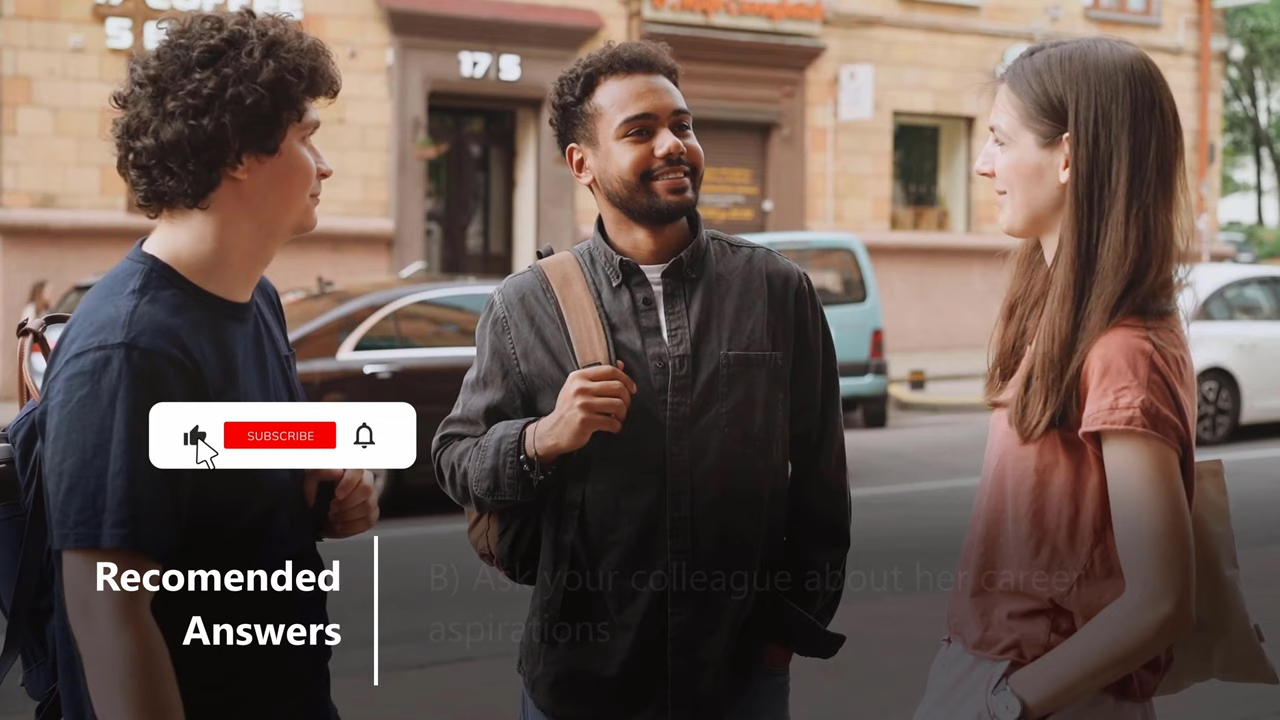 17 5
SUBSCRIBE
Recomended
Answers
B) Ask your colleague about her career
aspirations